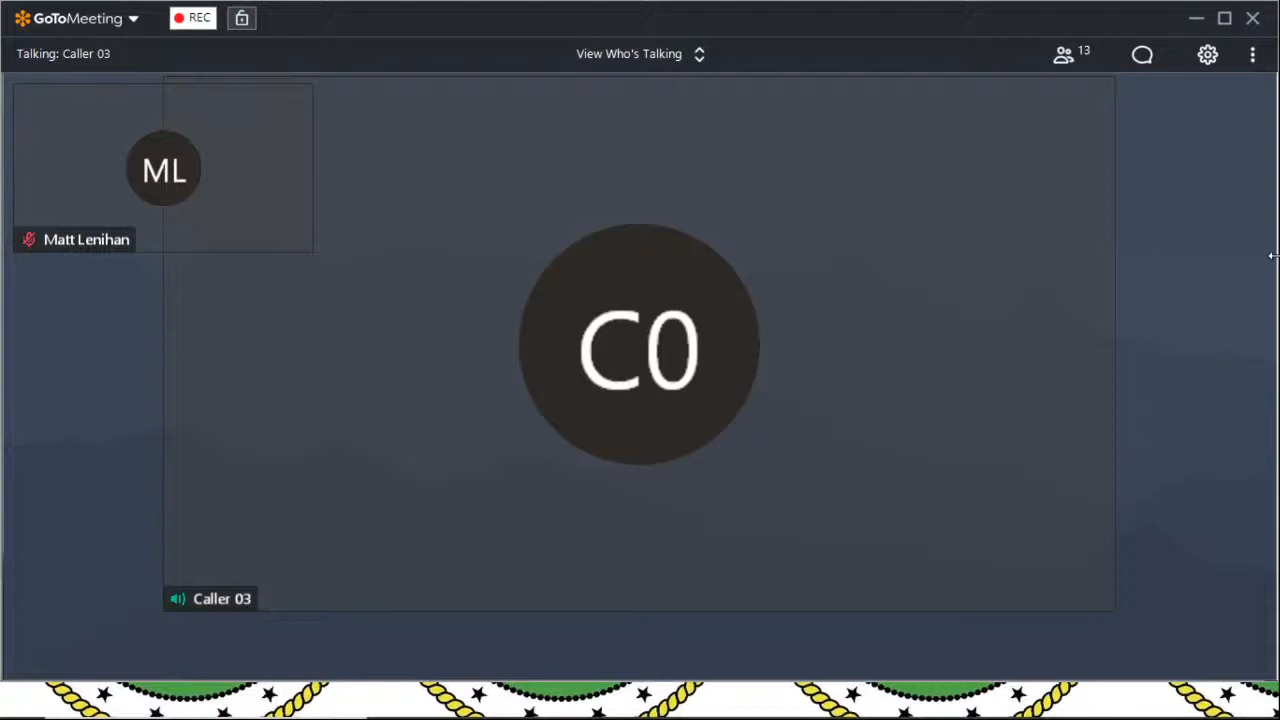 GoToMeeting
REC
Talking: Caller 03
View Who's Talking
13
ML
Matt Lenihan
C0
Caller 03